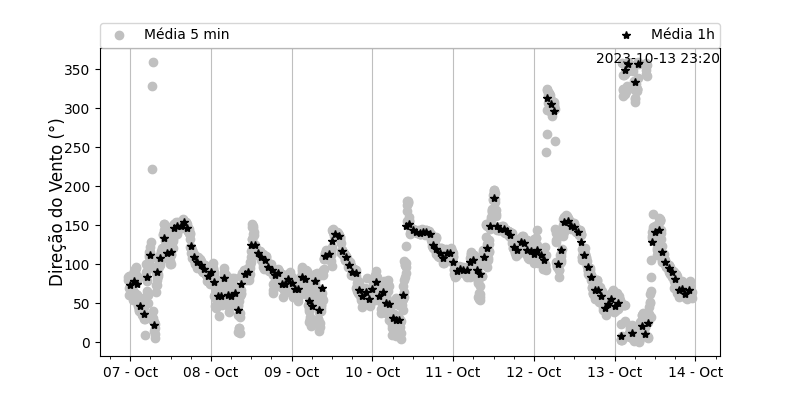 Média 5 min
Média 1h
2023-10-13 23:20
Direção do Vento (°)
350
300
250
200
150
100
50
0
07 - Oct
08 - Oct
09 - Oct
10 - Oct
11 - Oct
12 - Oct
13 - Oct
14 - Oct